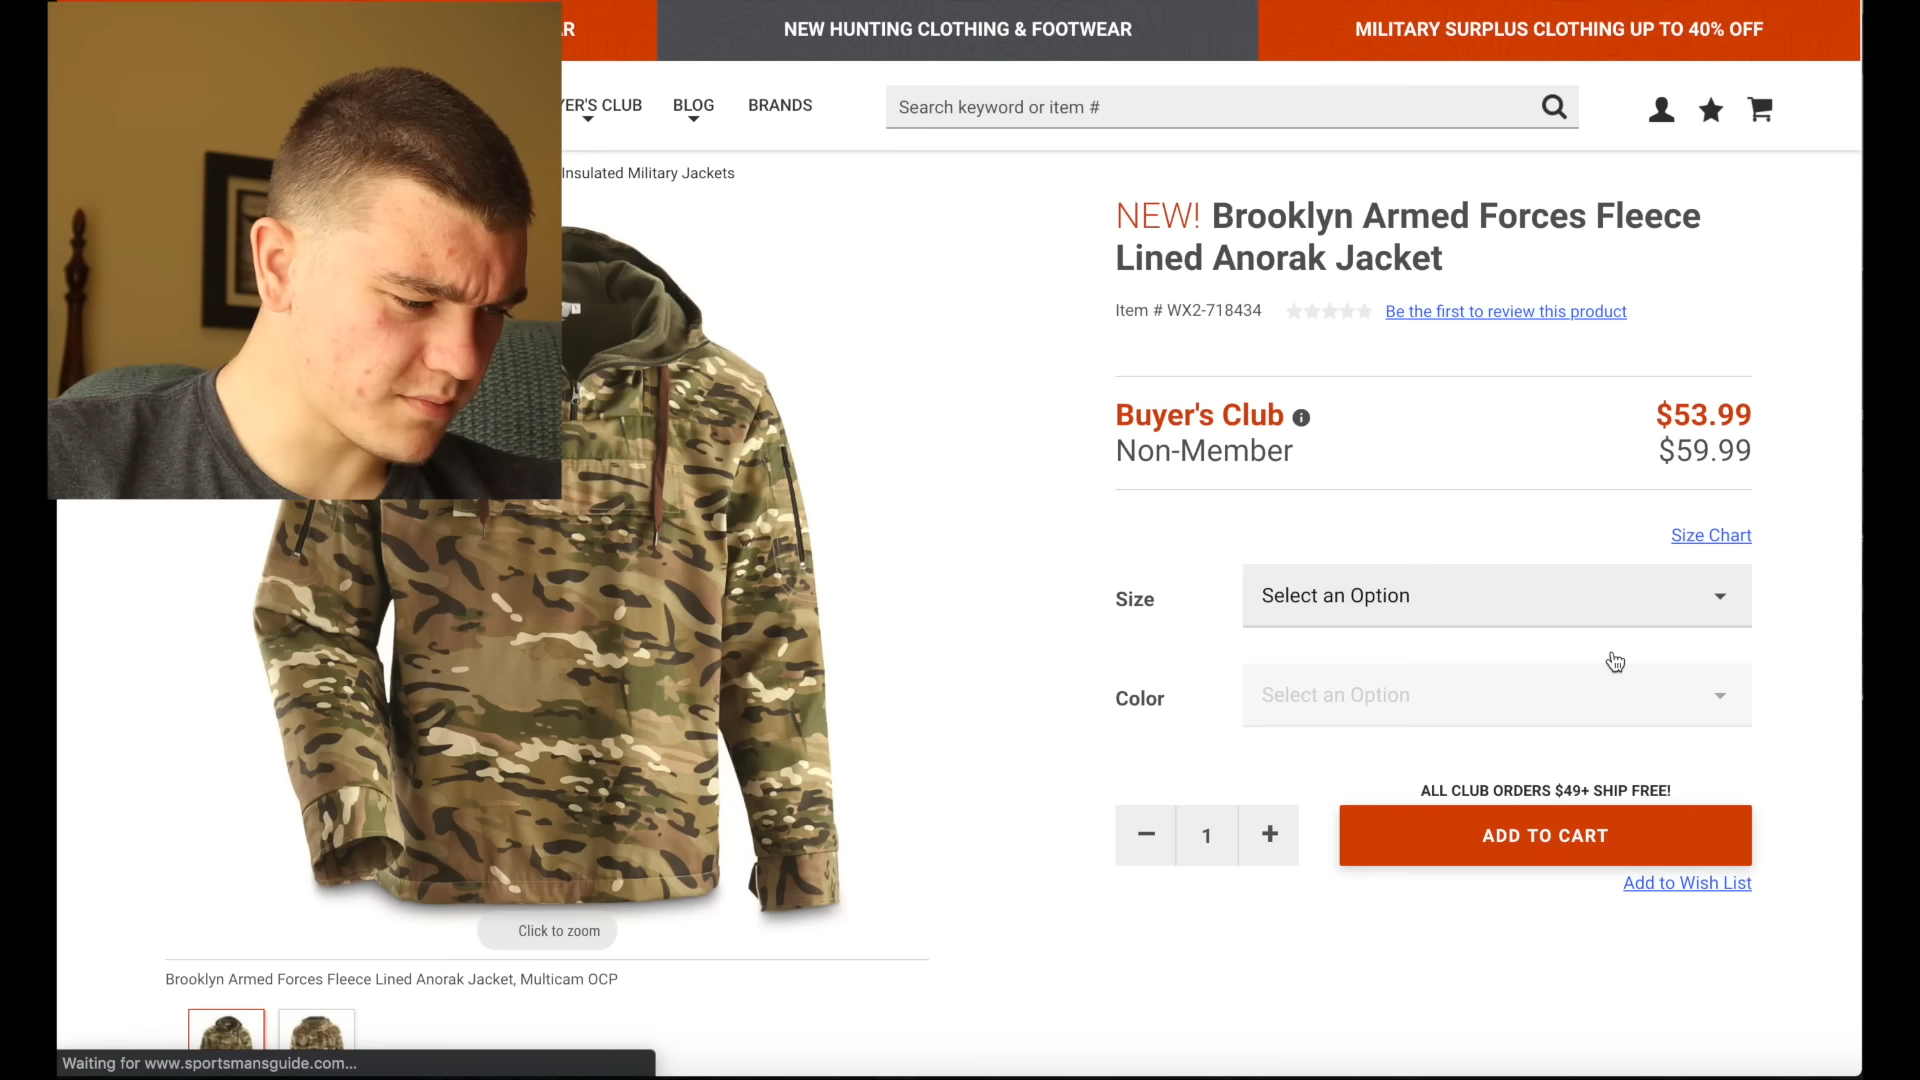 R
NEW HUNTING CLOTHING & FOOTWEAR
MILITARY SURPLUS CLOTHING UP TO 40% OFF
YER'S CLUB
BLOG
BRANDS
Search keyword or item #
Insulated Military Jackets
NEW! Brooklyn Armed Forces Fleece
Lined Anorak Jacket
Item # WX2-718434
Be the first to review this product
Buyer's Club
$53.99
Non-Member
$59.99
Size Chart
Size
Select an Option
Color
Select an Option
ALL CLUB ORDERS $49+ SHIP FREE!
1
ADD TO CART
Add to Wish List
Click to zoom
Brooklyn Armed Forces Fleece Lined Anorak Jacket, Multicam OCP
Waiting for www.sportsmansguide.com...